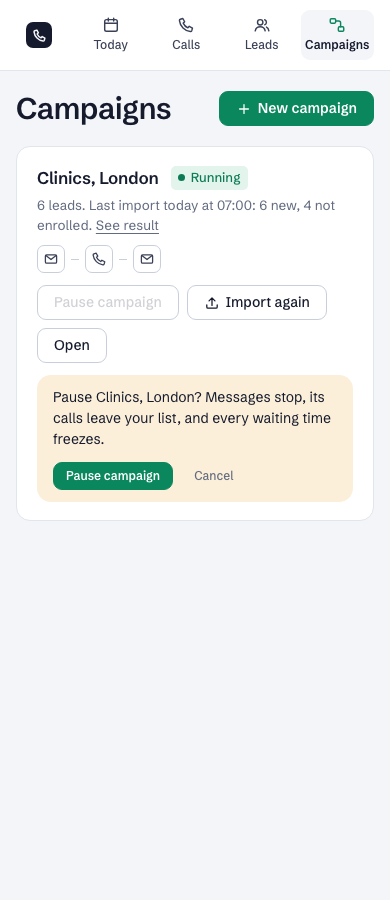 Today
Calls
Leads
Campaigns
Campaigns
New campaign
Clinics, London
Running
6 leads. Last import today at 07:00: 6 new, 4 not
enrolled. See result
Pause campaign
Import again
Open
Pause Clinics, London? Messages stop, its
calls leave your list, and every waiting time
freezes.
Pause campaign
Cancel